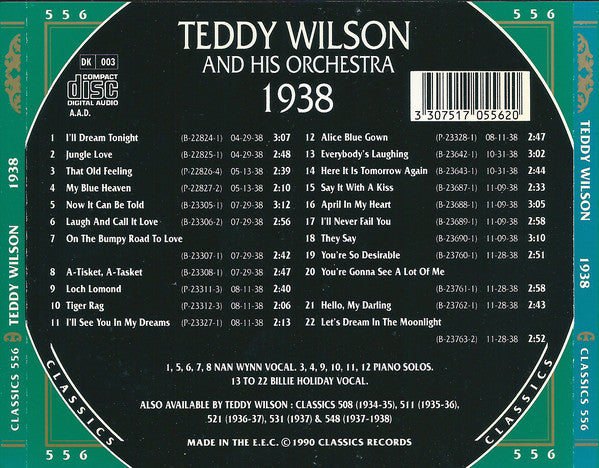 5 5 6
5 5 6
TEDDY WILSON
AND HIS ORCHESTRA
1938
DK 003
COMPACT
disc
DIGITAL AUDIO
A.A.D.
3 307517 055620
1 I'll Dream Tonight (B-22824-1) 04-29-38 3:07
2 Jungle Love (B-22825-1) 04-29-38 2:48
3 That Old Feeling (P-22826-4) 05-13-38 2:39
4 My Blue Heaven (P-22827-2) 05-13-38 2:10
5 Now It Can Be Told (B-23305-1) 07-29-38 3:12
6 Laugh And Call It Love (B-23306-2) 07-29-38 2:56
7 On The Bumpy Road To Love
(B-23307-1) 07-29-38 2:42
8 A-Tisket, A-Tasket (B-23308-1) 07-29-38 2:47
9 Loch Lomond (P-23311-3) 08-11-38 2:40
10 Tiger Rag (P-23312-3) 08-11-38 2:06
11 I'll See You In My Dreams (P-23327-1) 08-11-38 2:13
12 Alice Blue Gown (P-23328-1) 08-11-38 2:47
13 Everybody's Laughing (B-23642-1) 10-31-38 3:02
14 Here It Is Tomorrow Again (B-23643-1) 10-31-38 2:44
15 Say It With A Kiss (B-23687-1) 11-09-38 2:33
16 April In My Heart (B-23688-1) 11-09-38 3:05
17 I'll Never Fail You (B-23689-1) 11-09-38 2:58
18 They Say (B-23690-1) 11-09-38 3:10
19 You're So Desirable (B-23760-1) 11-28-38 2:51
20 You're Gonna See A Lot Of Me
(B-23761-1) 11-28-38 2:58
21 Hello, My Darling (B-23762-1) 11-28-38 2:43
22 Let's Dream In The Moonlight
(B-23763-2) 11-28-38 2:52
1, 5, 6, 7, 8 NAN WYNN VOCAL. 3, 4, 9, 10, 11, 12 PIANO SOLOS.
13 TO 22 BILLIE HOLIDAY VOCAL.
ALSO AVAILABLE BY TEDDY WILSON : CLASSICS 508 (1934-35), 511 (1935-36),
521 (1936-37), 531 (1937) & 548 (1937-1938)
MADE IN THE E.E.C. © 1990 CLASSICS RECORDS
CLASSICS
CLASSICS
5 5 6
5 5 6
CLASSICS 556 TEDDY WILSON 1938
TEDDY WILSON 1938 CLASSICS 556